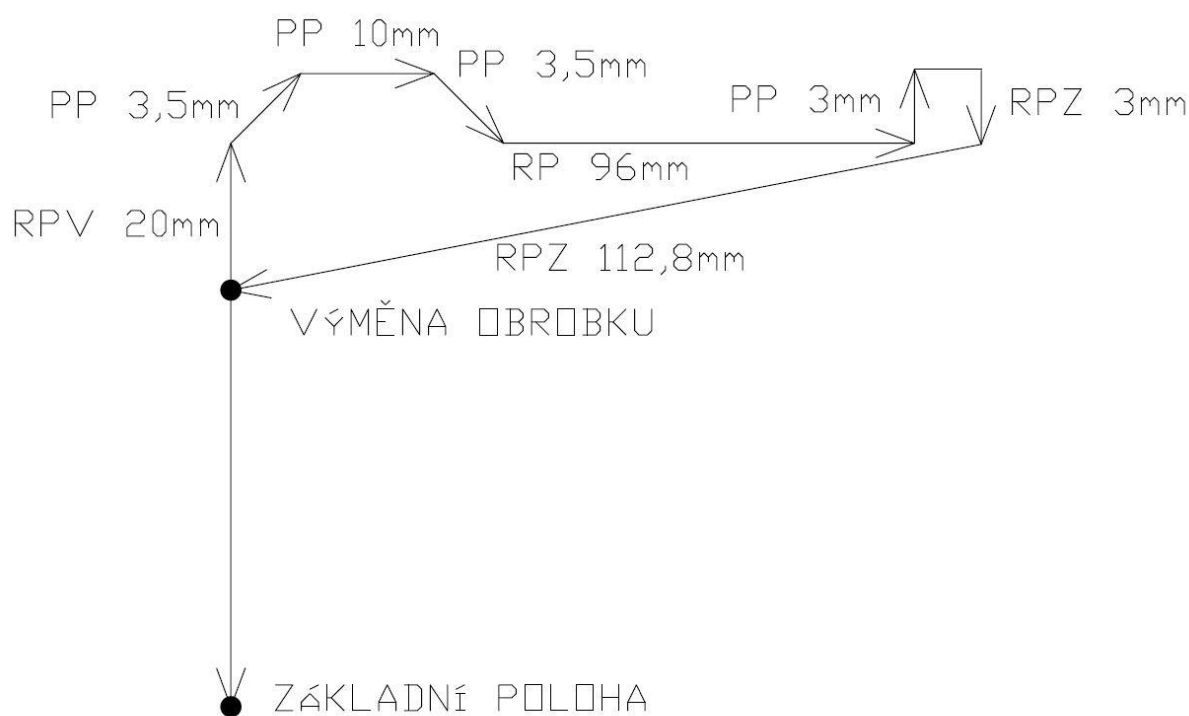 PP 10mm
PP 3,5mm
PP 3,5mm
PP 3mm
RPZ 3mm
RP 96mm
RPV 20mm
RPZ 112,8mm
VÝMĚNA OBROBKU
ZáKLADNí POLOHA